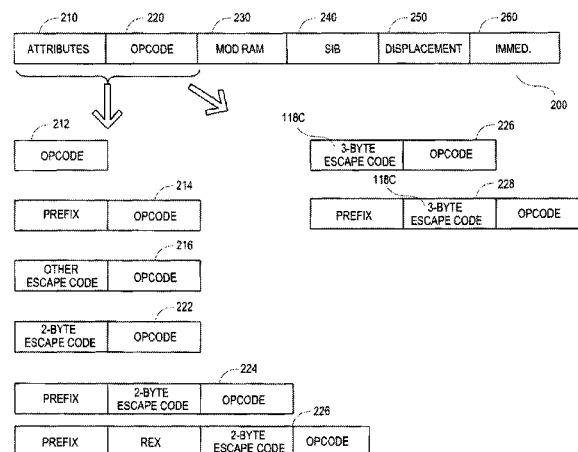 210 220 230 240 250 260
ATTRIBUTES OPCODE MOD RAM SIB DISPLACEMENT IMMED.
200
212
OPCODE
214
PREFIX OPCODE
216
OTHER ESCAPE CODE OPCODE
222
2-BYTE ESCAPE CODE OPCODE
224
PREFIX 2-BYTE ESCAPE CODE OPCODE
226
PREFIX REX 2-BYTE ESCAPE CODE OPCODE
118C 226
3-BYTE ESCAPE CODE OPCODE
118C 228
PREFIX 3-BYTE ESCAPE CODE OPCODE